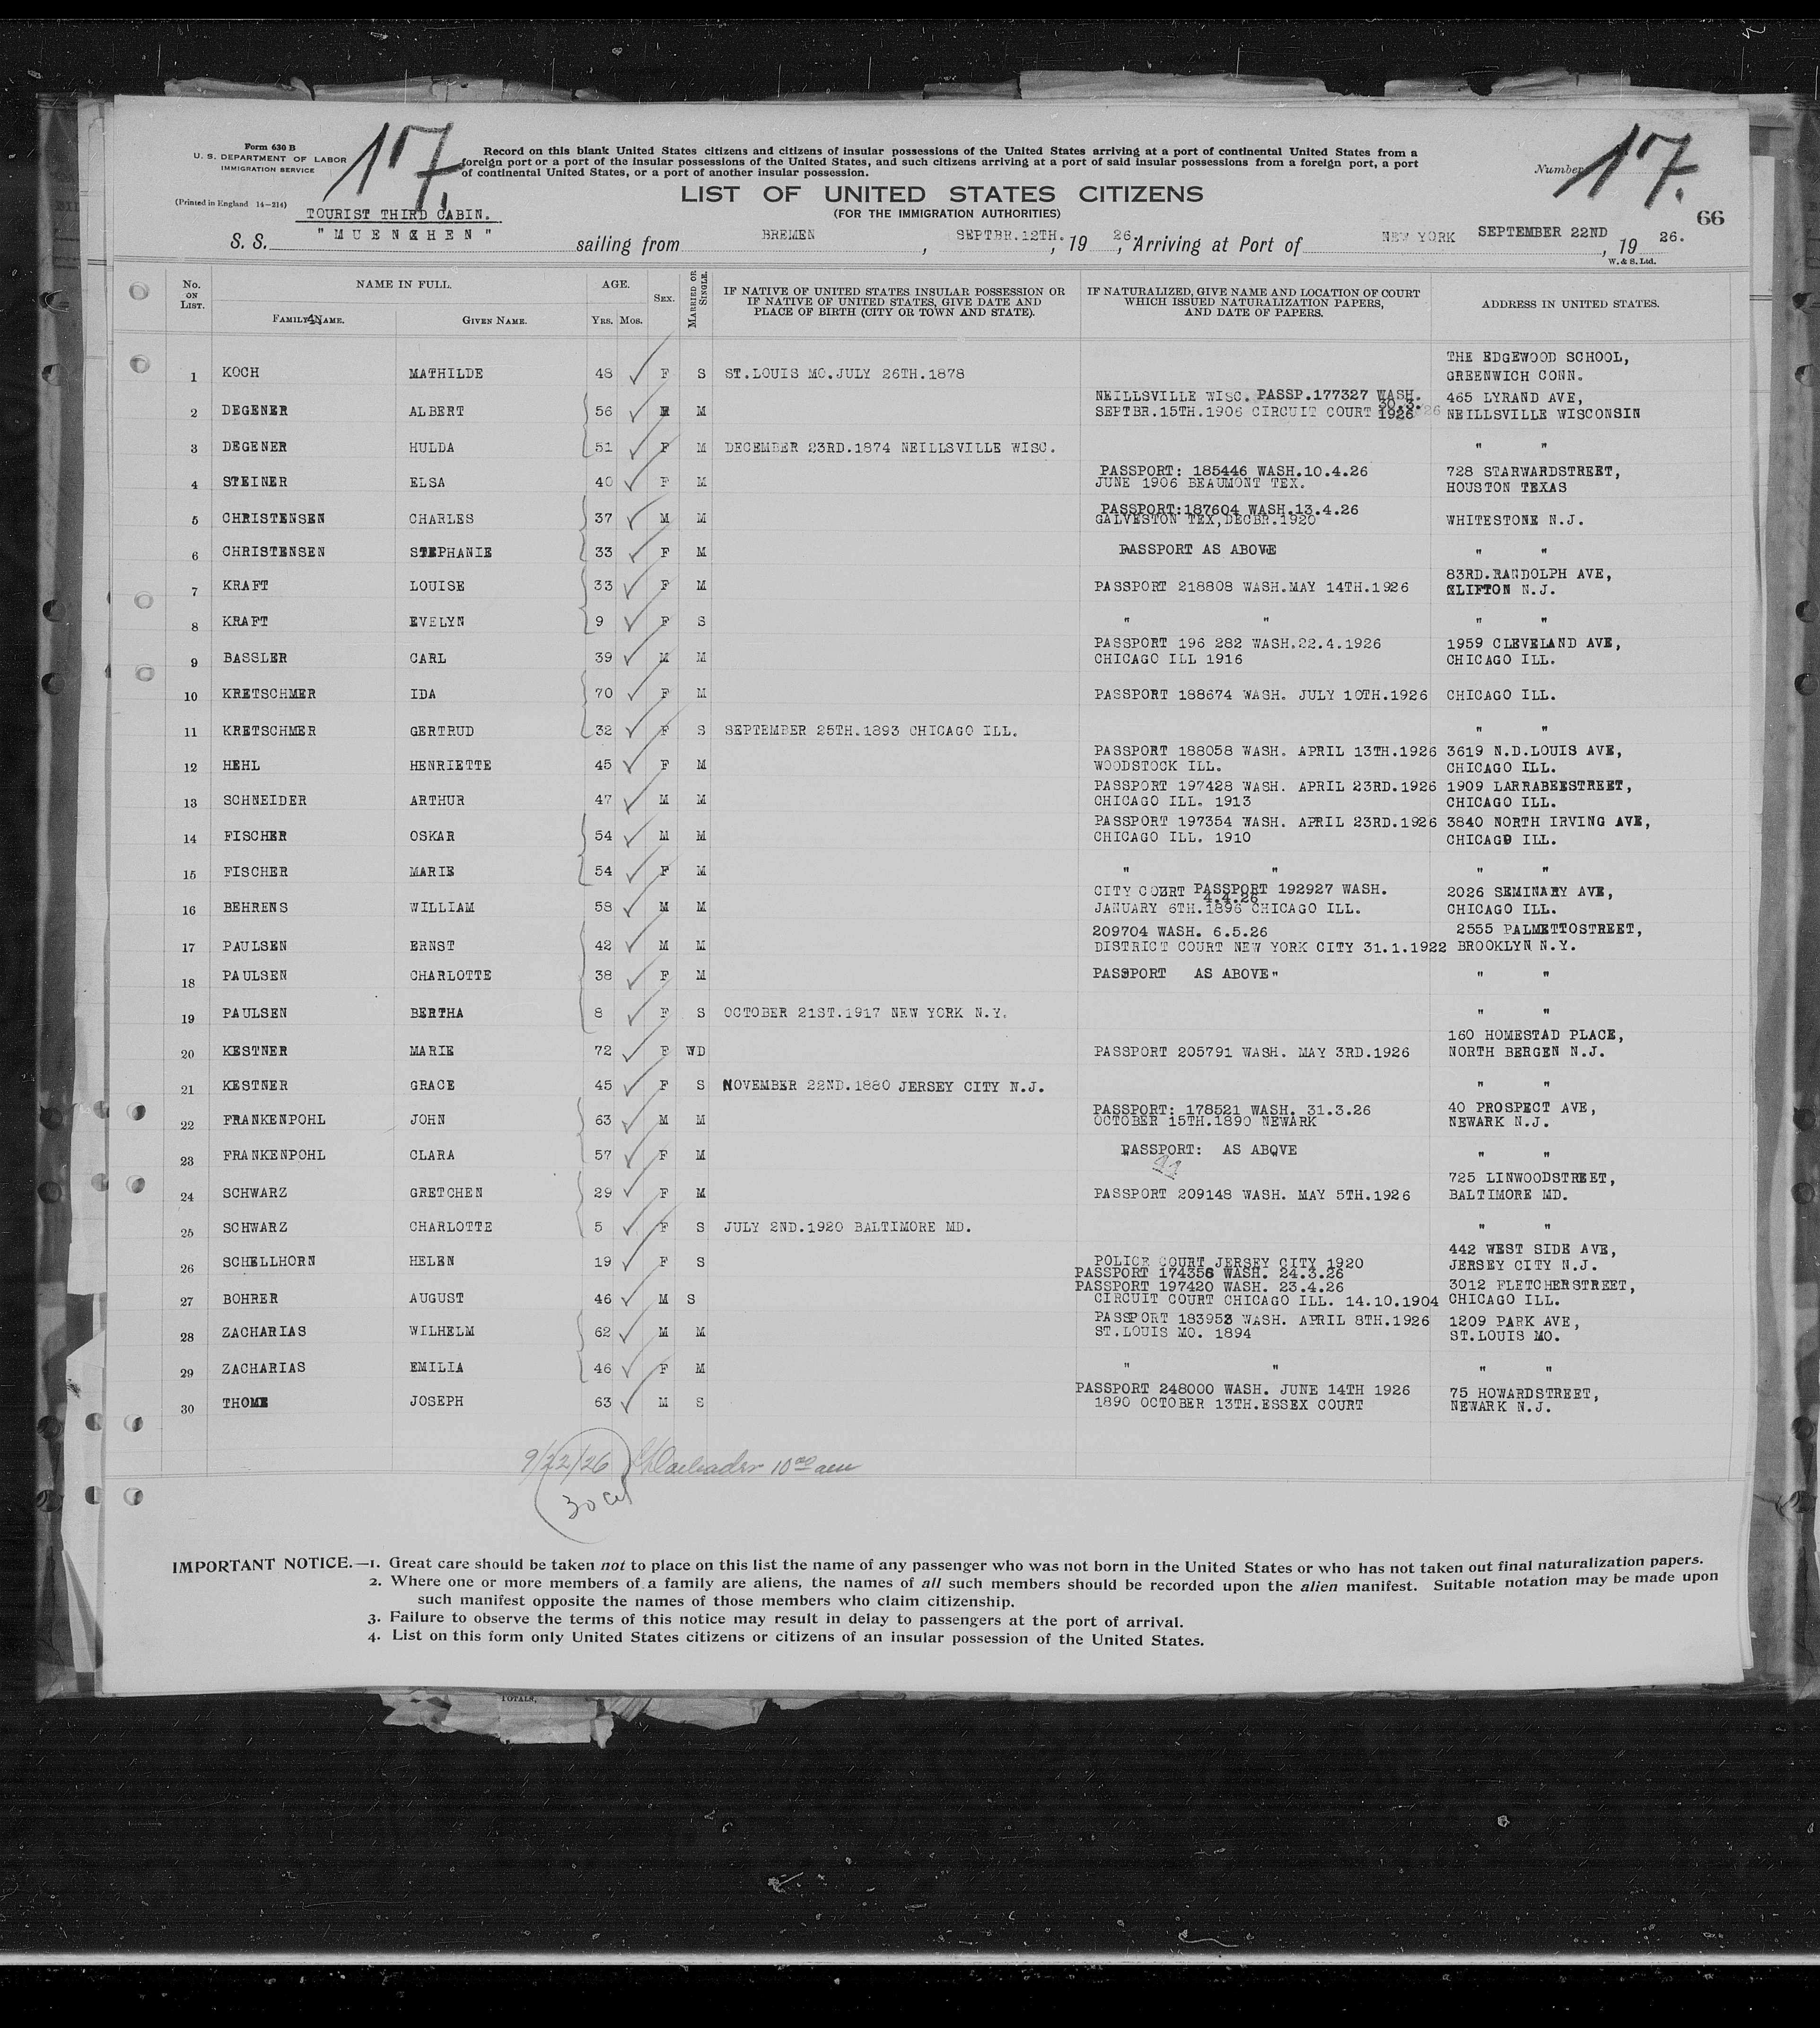 Form 630 B
U. S. DEPARTMENT OF LABOR
IMMIGRATION SERVICE
(Printed in England 14—214)
17.
Record on this blank United States citizens and citizens of insular possessions of the United States arriving at a port of continental United States from a
foreign port or a port of the insular possessions of the United States, and such citizens arriving at a port of said insular possessions from a foreign port, a port
of continental United States, or a port of another insular possession.
Number 17.
LIST OF UNITED STATES CITIZENS
(FOR THE IMMIGRATION AUTHORITIES)
66
TOURIST THIRD CABIN.
S. S. "MUENCHEN" sailing from BREMEN, SEPTBR.12TH., 1926, Arriving at Port of NEW YORK SEPTEMBER 22ND, 1926.
W. & S. Ltd.
No. ON LIST. NAME IN FULL. AGE. SEX. MARRIED OR SINGLE. IF NATIVE OF UNITED STATES INSULAR POSSESSION OR IF NATIVE OF UNITED STATES, GIVE DATE AND PLACE OF BIRTH (CITY OR TOWN AND STATE). IF NATURALIZED, GIVE NAME AND LOCATION OF COURT WHICH ISSUED NATURALIZATION PAPERS, AND DATE OF PAPERS. ADDRESS IN UNITED STATES.
FAMILY NAME. GIVEN NAME. YRS. MOS.
THE EDGEWOOD SCHOOL,
1 KOCH MATHILDE 48 F S ST.LOUIS MO.JULY 26TH.1878 GREENWICH CONN.
NEILLSVILLE WISC. PASSP.177327 WASH. 30.3. 465 LYRAND AVE,
2 DEGENER ALBERT 56 M M SEPTBR.15TH.1906 CIRCUIT COURT 1926 NEILLSVILLE WISCONSIN
3 DEGENER HULDA 51 F M DECEMBER 23RD.1874 NEILLSVILLE WISC. " "
PASSPORT: 185446 WASH.10.4.26 728 STARWARDSTREET,
4 STEINER ELSA 40 F M JUNE 1906 BEAUMONT TEX. HOUSTON TEXAS
PASSPORT:187604 WASH.13.4.26
5 CHRISTENSEN CHARLES 37 M M GALVESTON TEX,DECBR.1920 WHITESTONE N.J.
6 CHRISTENSEN STEPHANIE 33 F M PASSPORT AS ABOVE " "
83RD.RANDOLPH AVE,
7 KRAFT LOUISE 33 F M PASSPORT 218808 WASH.MAY 14TH.1926 CLIFTON N.J.
8 KRAFT EVELYN 9 F S " " " "
PASSPORT 196 282 WASH.22.4.1926 1959 CLEVELAND AVE,
9 BASSLER CARL 39 M M CHICAGO ILL 1916 CHICAGO ILL.
10 KRETSCHMER IDA 70 F M PASSPORT 188674 WASH. JULY 10TH.1926 CHICAGO ILL.
11 KRETSCHMER GERTRUD 32 F S SEPTEMBER 25TH.1893 CHICAGO ILL. " "
PASSPORT 188058 WASH. APRIL 13TH.1926 3619 N.D.LOUIS AVE,
12 HEHL HENRIETTE 45 F M WOODSTOCK ILL. CHICAGO ILL.
PASSPORT 197428 WASH. APRIL 23RD.1926 1909 LARRABEESTREET,
13 SCHNEIDER ARTHUR 47 M M CHICAGO ILL. 1913 CHICAGO ILL.
PASSPORT 197354 WASH. APRIL 23RD.1926 3840 NORTH IRVING AVE,
14 FISCHER OSKAR 54 M M CHICAGO ILL. 1910 CHICAGO ILL.
15 FISCHER MARIE 54 F M " " " "
CITY COURT PASSPORT 192927 WASH. 4.4.26 2026 SEMINARY AVE,
16 BEHRENS WILLIAM 58 M M JANUARY 6TH.1896 CHICAGO ILL. CHICAGO ILL.
209704 WASH. 6.5.26 2555 PALMETTOSTREET,
17 PAULSEN ERNST 42 M M DISTRICT COURT NEW YORK CITY 31.1.1922 BROOKLYN N.Y.
18 PAULSEN CHARLOTTE 38 F M PASSPORT AS ABOVE" " "
19 PAULSEN BERTHA 8 F S OCTOBER 21ST.1917 NEW YORK N.Y. " "
160 HOMESTAD PLACE,
20 KESTNER MARIE 72 F WD PASSPORT 205791 WASH. MAY 3RD.1926 NORTH BERGEN N.J.
21 KESTNER GRACE 45 F S NOVEMBER 22ND.1880 JERSEY CITY N.J. " "
PASSPORT: 178521 WASH. 31.3.26 40 PROSPECT AVE,
22 FRANKENPOHL JOHN 63 M M OCTOBER 15TH.1890 NEWARK NEWARK N.J.
23 FRANKENPOHL CLARA 57 F M PASSPORT: AS ABOVE " "
725 LINWOODSTREET,
24 SCHWARZ GRETCHEN 29 F M PASSPORT 209148 WASH. MAY 5TH.1926 BALTIMORE MD.
25 SCHWARZ CHARLOTTE 5 F S JULY 2ND.1920 BALTIMORE MD. " "
442 WEST SIDE AVE,
26 SCHELLHORN HELEN 19 F S POLICE COURT JERSEY CITY 1920 JERSEY CITY N.J.
PASSPORT 174356 WASH. 24.3.26
PASSPORT 197420 WASH. 23.4.26 3012 FLETCHERSTREET,
27 BOHRER AUGUST 46 M S CIRCUIT COURT CHICAGO ILL. 14.10.1904 CHICAGO ILL.
PASSPORT 183953 WASH. APRIL 8TH.1926 1209 PARK AVE,
28 ZACHARIAS WILHELM 62 M M ST.LOUIS MO. 1894 ST.LOUIS MO.
29 ZACHARIAS EMILIA 46 F M " " " "
PASSPORT 248000 WASH. JUNE 14TH 1926 75 HOWARDSTREET,
30 THOME JOSEPH 63 M S 1890 OCTOBER 13TH.ESSEX COURT NEWARK N.J.
9/22/26 10 00 am
30
IMPORTANT NOTICE.—1. Great care should be taken not to place on this list the name of any passenger who was not born in the United States or who has not taken out final naturalization papers.
2. Where one or more members of a family are aliens, the names of all such members should be recorded upon the alien manifest. Suitable notation may be made upon
such manifest opposite the names of those members who claim citizenship.
3. Failure to observe the terms of this notice may result in delay to passengers at the port of arrival.
4. List on this form only United States citizens or citizens of an insular possession of the United States.
TOTALS,